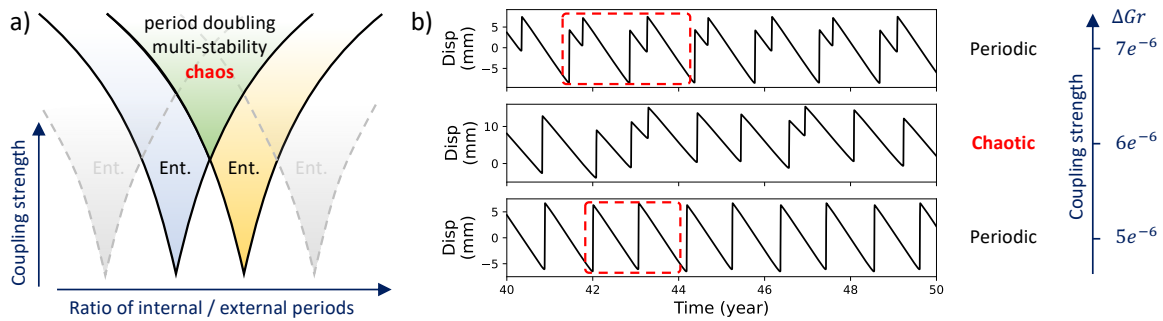 a)
period doubling
multi-stability
chaos
Ent.
Ent.
Ent.
Ent.
Coupling strength
Ratio of internal / external periods
b)
Disp
(mm)
5
0
−5
Periodic
Disp
(mm)
10
0
Chaotic
Disp
(mm)
5
0
−5
Periodic
40
42
44
46
48
50
Time (year)
ΔGr
7e⁻⁶
6e⁻⁶
5e⁻⁶
Coupling strength